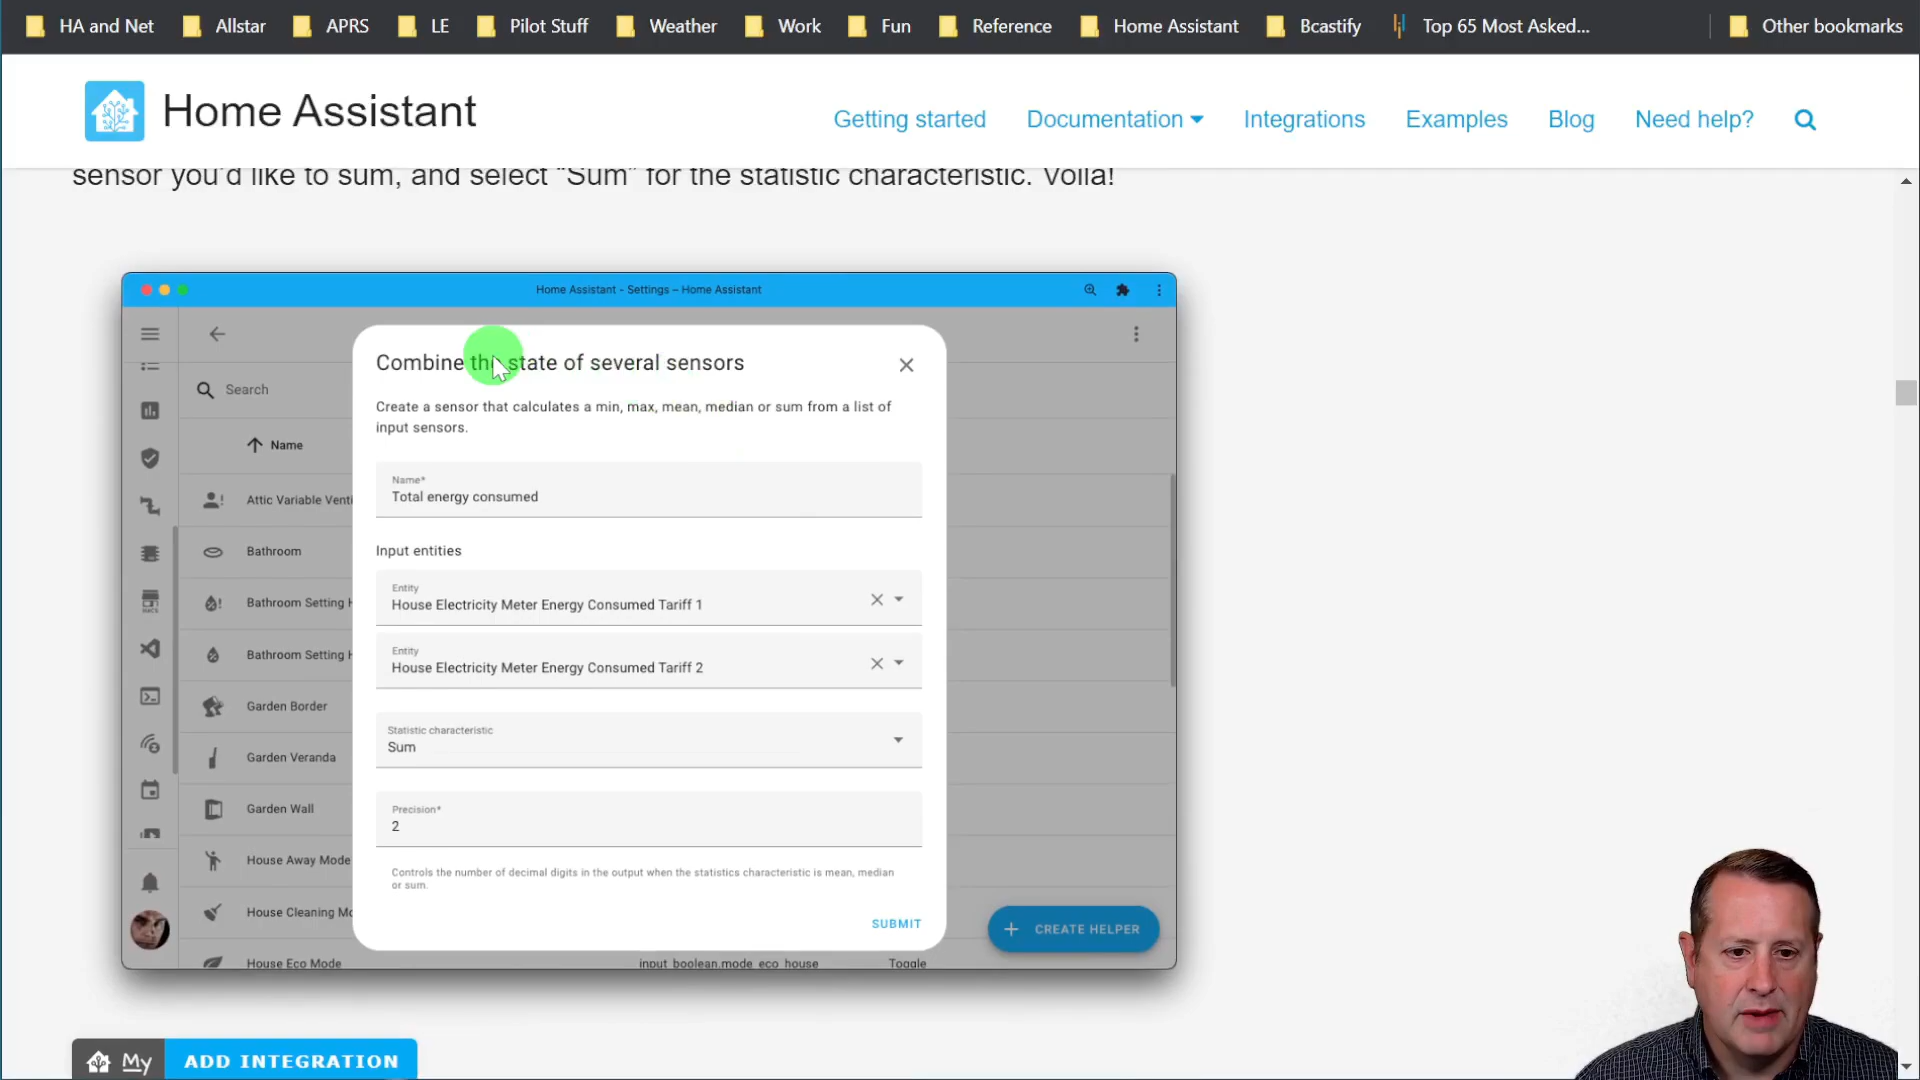 HA and Net
Allstar
APRS
LE
Pilot Stuff
Weather
Work
Fun
Reference
Home Assistant
Bcastify
Top 65 Most Asked...
Other bookmarks
Home Assistant
Getting started
Documentation
Integrations
Examples
Blog
Need help?
sensor you'd like to sum, and select “Sum” for the statistic characteristic. Voila!
Home Assistant - Settings – Home Assistant
Search
Name
Attic Variable Venti
Bathroom
Bathroom Setting H
Bathroom Setting H
Garden Border
Garden Veranda
Garden Wall
House Away Mode
House Cleaning Mo
House Eco Mode
input_boolean.mode_eco_house
Toggle
Combine the state of several sensors
Create a sensor that calculates a min, max, mean, median or sum from a list of
input sensors.
Name*
Total energy consumed
Input entities
Entity
House Electricity Meter Energy Consumed Tariff 1
Entity
House Electricity Meter Energy Consumed Tariff 2
Statistic characteristic
Sum
Precision*
2
Controls the number of decimal digits in the output when the statistics characteristic is mean, median
or sum.
SUBMIT
CREATE HELPER
HACS
My
ADD INTEGRATION